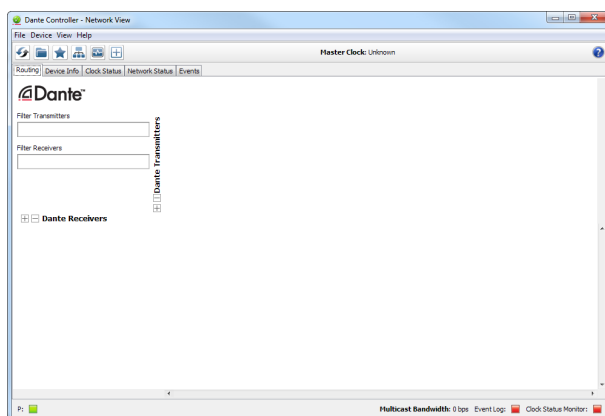 Dante Controller - Network View
File Device View Help
Master Clock: Unknown
Routing Device Info Clock Status Network Status Events
Dante™
Filter Transmitters
Filter Receivers
Dante Transmitters
Dante Receivers
P:
Multicast Bandwidth: 0 bps Event Log: Clock Status Monitor: